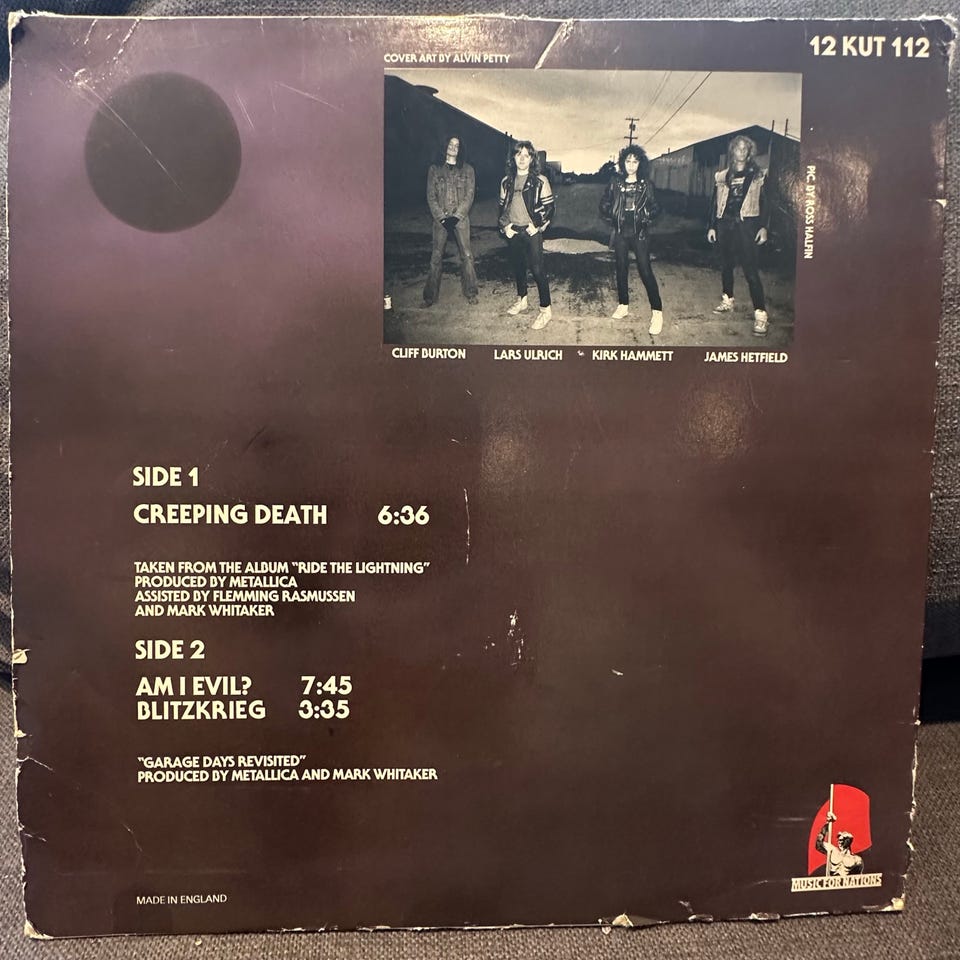 12 KUT 112
COVER ART BY ALVIN PETTY
PIC. BY ROSS HALFIN
CLIFF BURTON LARS ULRICH KIRK HAMMETT JAMES HETFIELD
SIDE 1
CREEPING DEATH 6:36
TAKEN FROM THE ALBUM "RIDE THE LIGHTNING"
PRODUCED BY METALLICA
ASSISTED BY FLEMMING RASMUSSEN
AND MARK WHITAKER
SIDE 2
AM I EVIL? 7:45
BLITZKRIEG 3:35
"GARAGE DAYS REVISITED"
PRODUCED BY METALLICA AND MARK WHITAKER
MUSIC FOR NATIONS
MADE IN ENGLAND